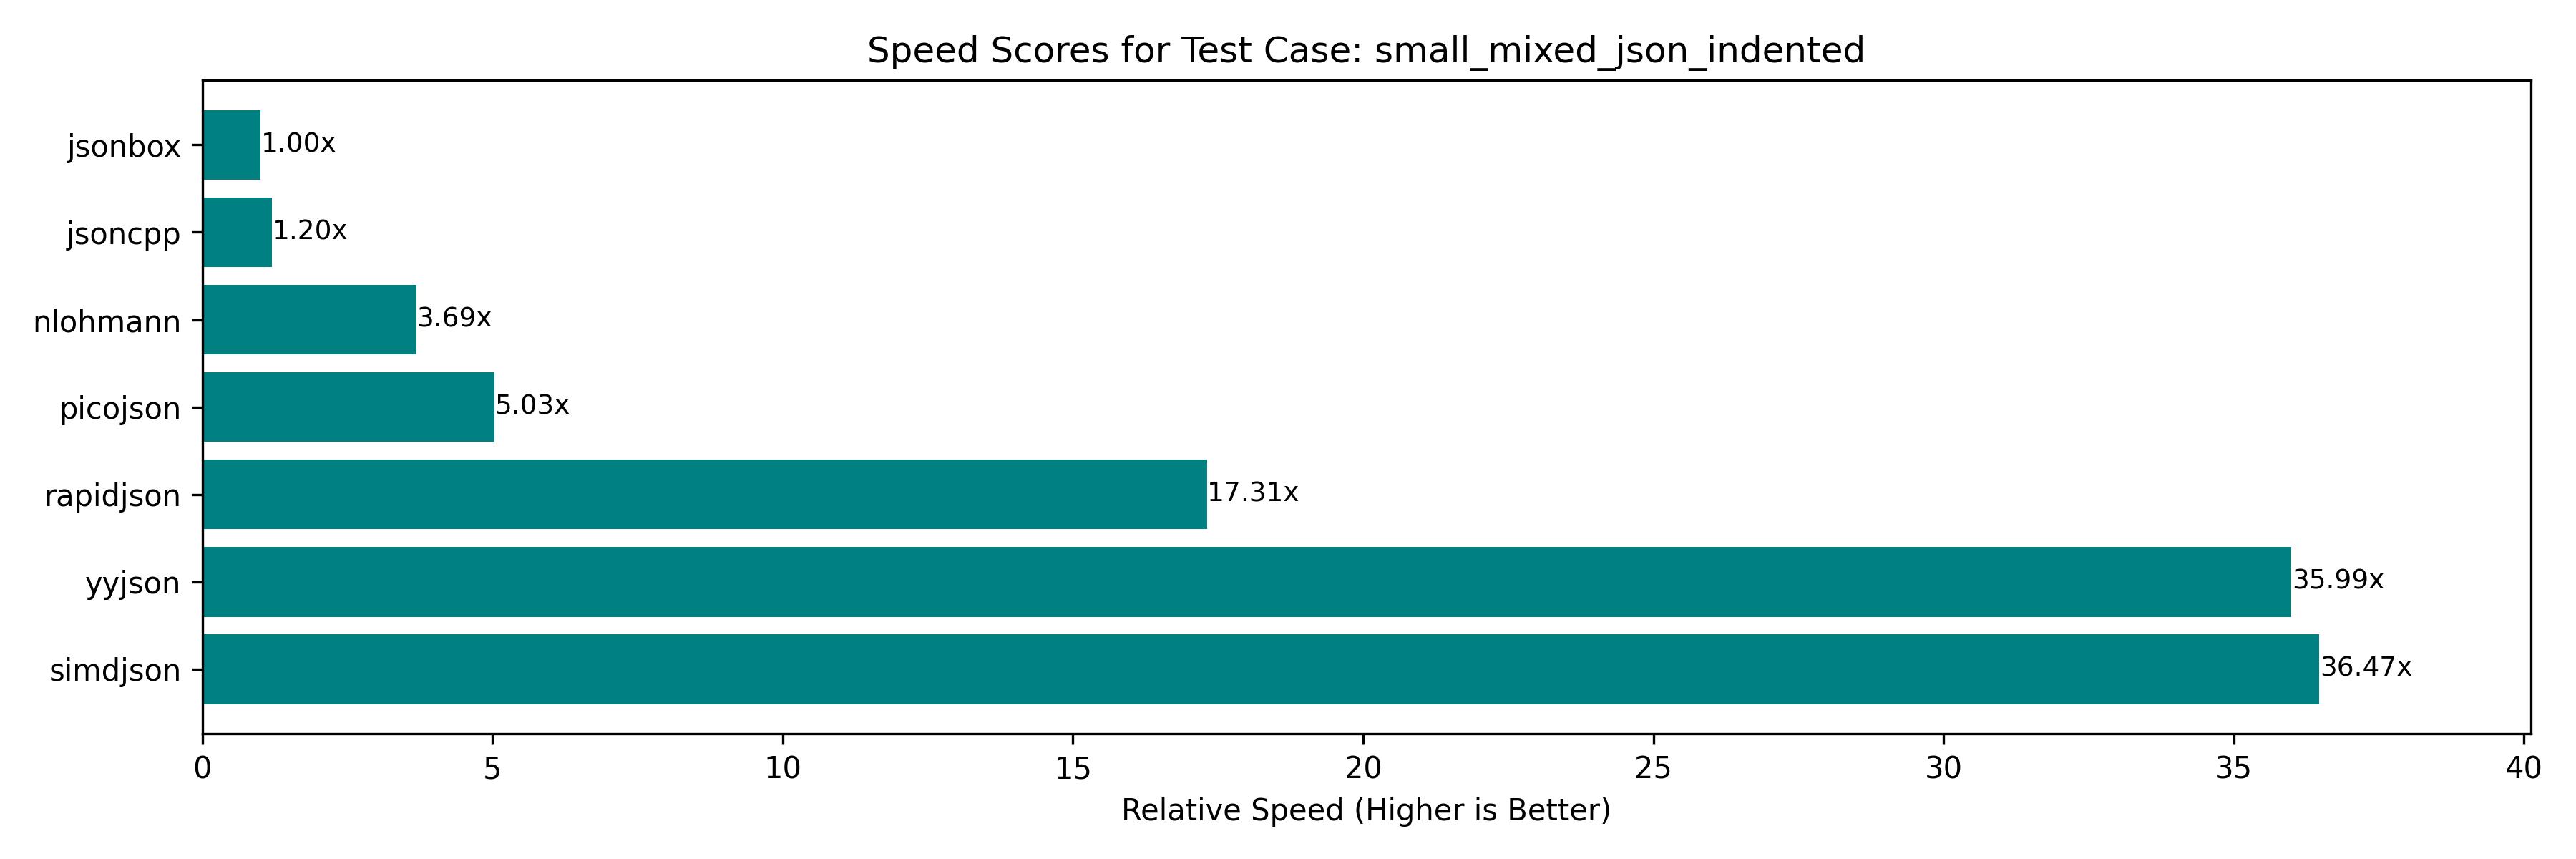 Speed Scores for Test Case: small_mixed_json_indented
jsonbox 1.00x
jsoncpp 1.20x
nlohmann 3.69x
picojson 5.03x
rapidjson 17.31x
yyjson 35.99x
simdjson 36.47x
0 5 10 15 20 25 30 35 40
Relative Speed (Higher is Better)